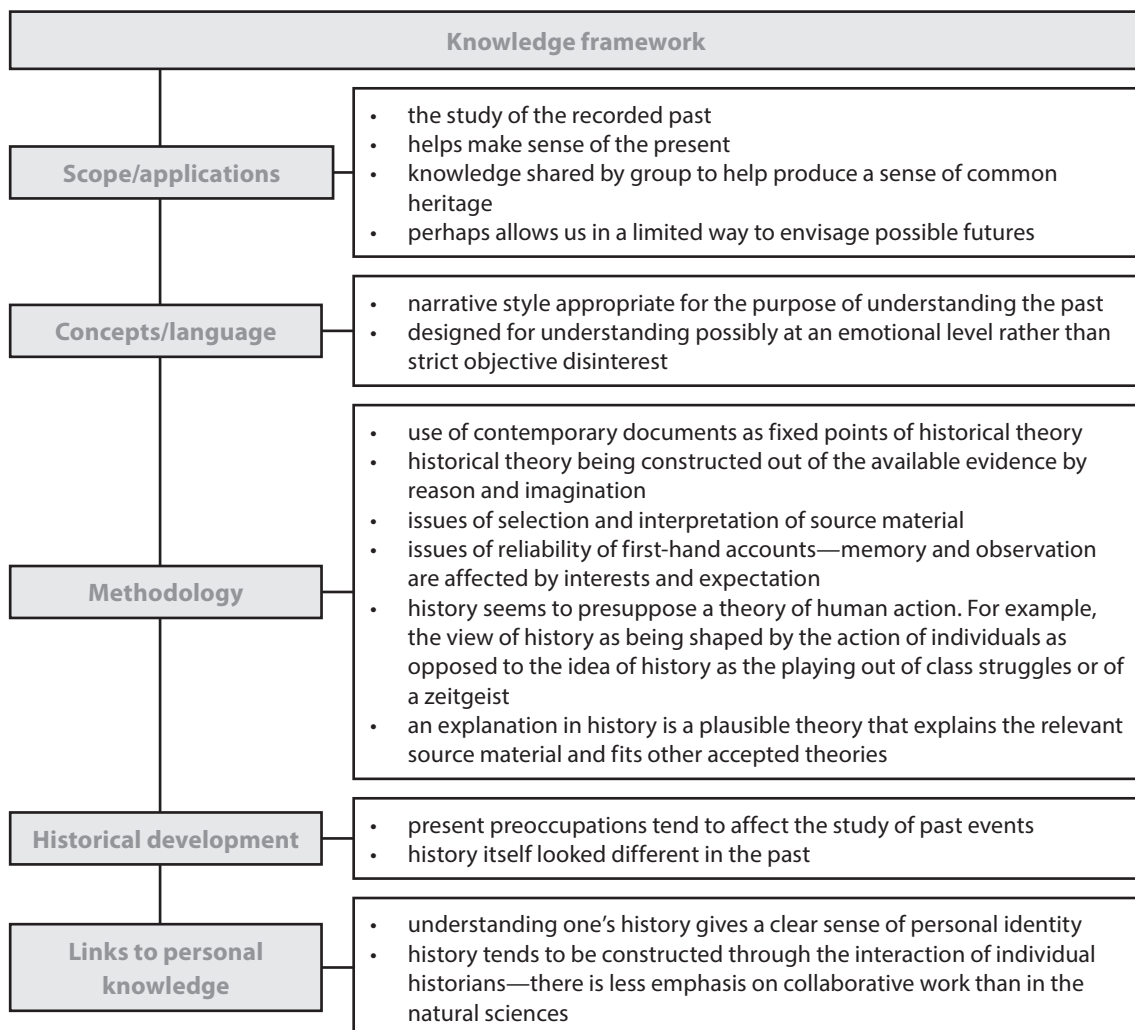 Knowledge framework
Scope/applications
• the study of the recorded past
• helps make sense of the present
• knowledge shared by group to help produce a sense of common
heritage
• perhaps allows us in a limited way to envisage possible futures
Concepts/language
• narrative style appropriate for the purpose of understanding the past
• designed for understanding possibly at an emotional level rather than
strict objective disinterest
Methodology
• use of contemporary documents as fixed points of historical theory
• historical theory being constructed out of the available evidence by
reason and imagination
• issues of selection and interpretation of source material
• issues of reliability of first-hand accounts—memory and observation
are affected by interests and expectation
• history seems to presuppose a theory of human action. For example,
the view of history as being shaped by the action of individuals as
opposed to the idea of history as the playing out of class struggles or of
a zeitgeist
• an explanation in history is a plausible theory that explains the relevant
source material and fits other accepted theories
Historical development
• present preoccupations tend to affect the study of past events
• history itself looked different in the past
Links to personal
knowledge
• understanding one’s history gives a clear sense of personal identity
• history tends to be constructed through the interaction of individual
historians—there is less emphasis on collaborative work than in the
natural sciences